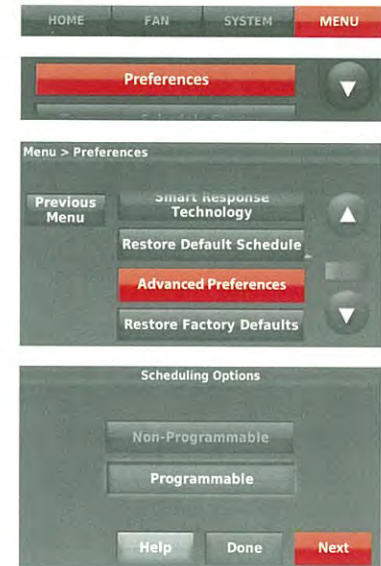 HOME FAN SYSTEM MENU
Preferences
Menu > Preferences
Previous
Menu
Smart Response
Technology
Restore Default Schedule
Advanced Preferences
Restore Factory Defaults
Scheduling Options
Non-Programmable
Programmable
Help Done Next